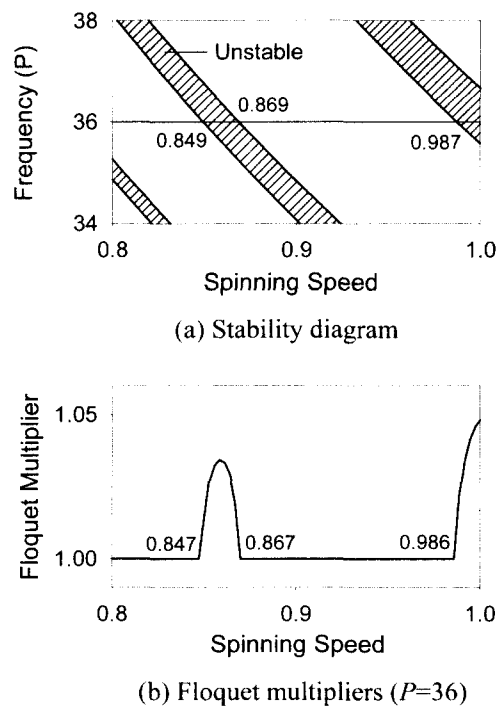 38
Unstable
Frequency (P)
0.869
36
0.849
0.987
34
0.8
0.9
1.0
Spinning Speed
(a) Stability diagram
Floquet Multiplier
1.05
1.00
0.847
0.867
0.986
0.8
0.9
1.0
Spinning Speed
(b) Floquet multipliers (P=36)